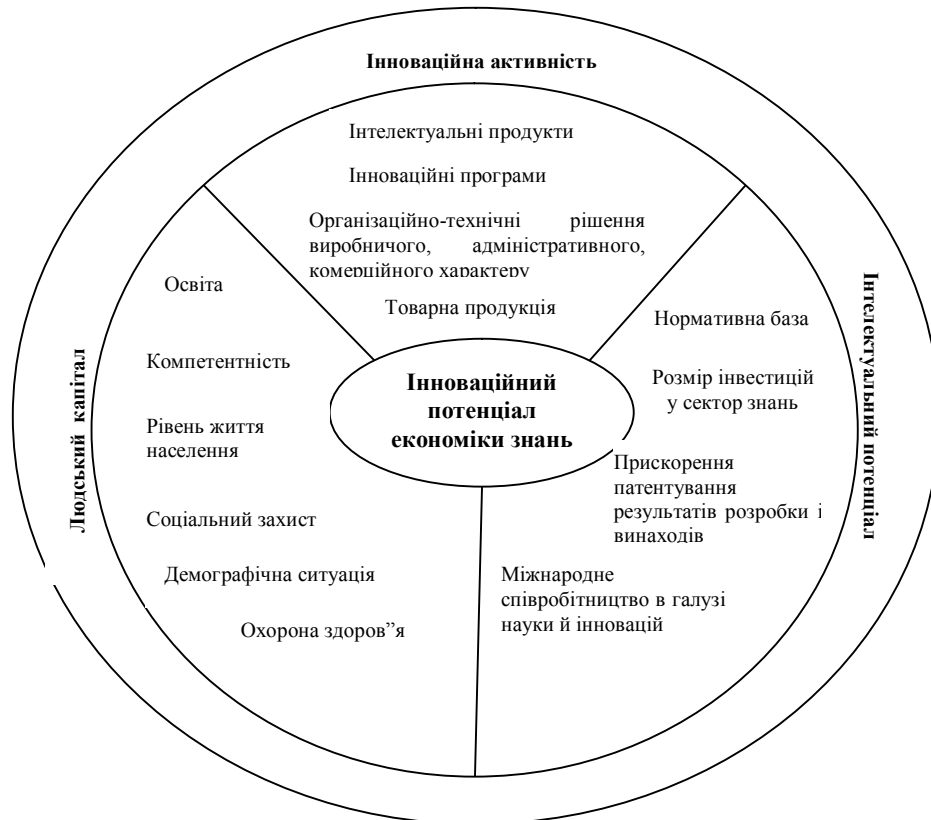 Інноваційна активність
Інтелектуальні продукти
Інноваційні програми
Організаційно-технічні рішення
виробничого, адміністративного,
комерційного характеру
Товарна продукція
Людський капітал
Освіта
Компетентність
Рівень життя
населення
Соціальний захист
Демографічна ситуація
Охорона здоров"я
Інноваційний
потенціал
економіки знань
Інтелектуальний потенціал
Нормативна база
Розмір інвестицій
у сектор знань
Прискорення
патентування
результатів розробки і
винаходів
Міжнародне
співробітництво в галузі
науки й інновацій